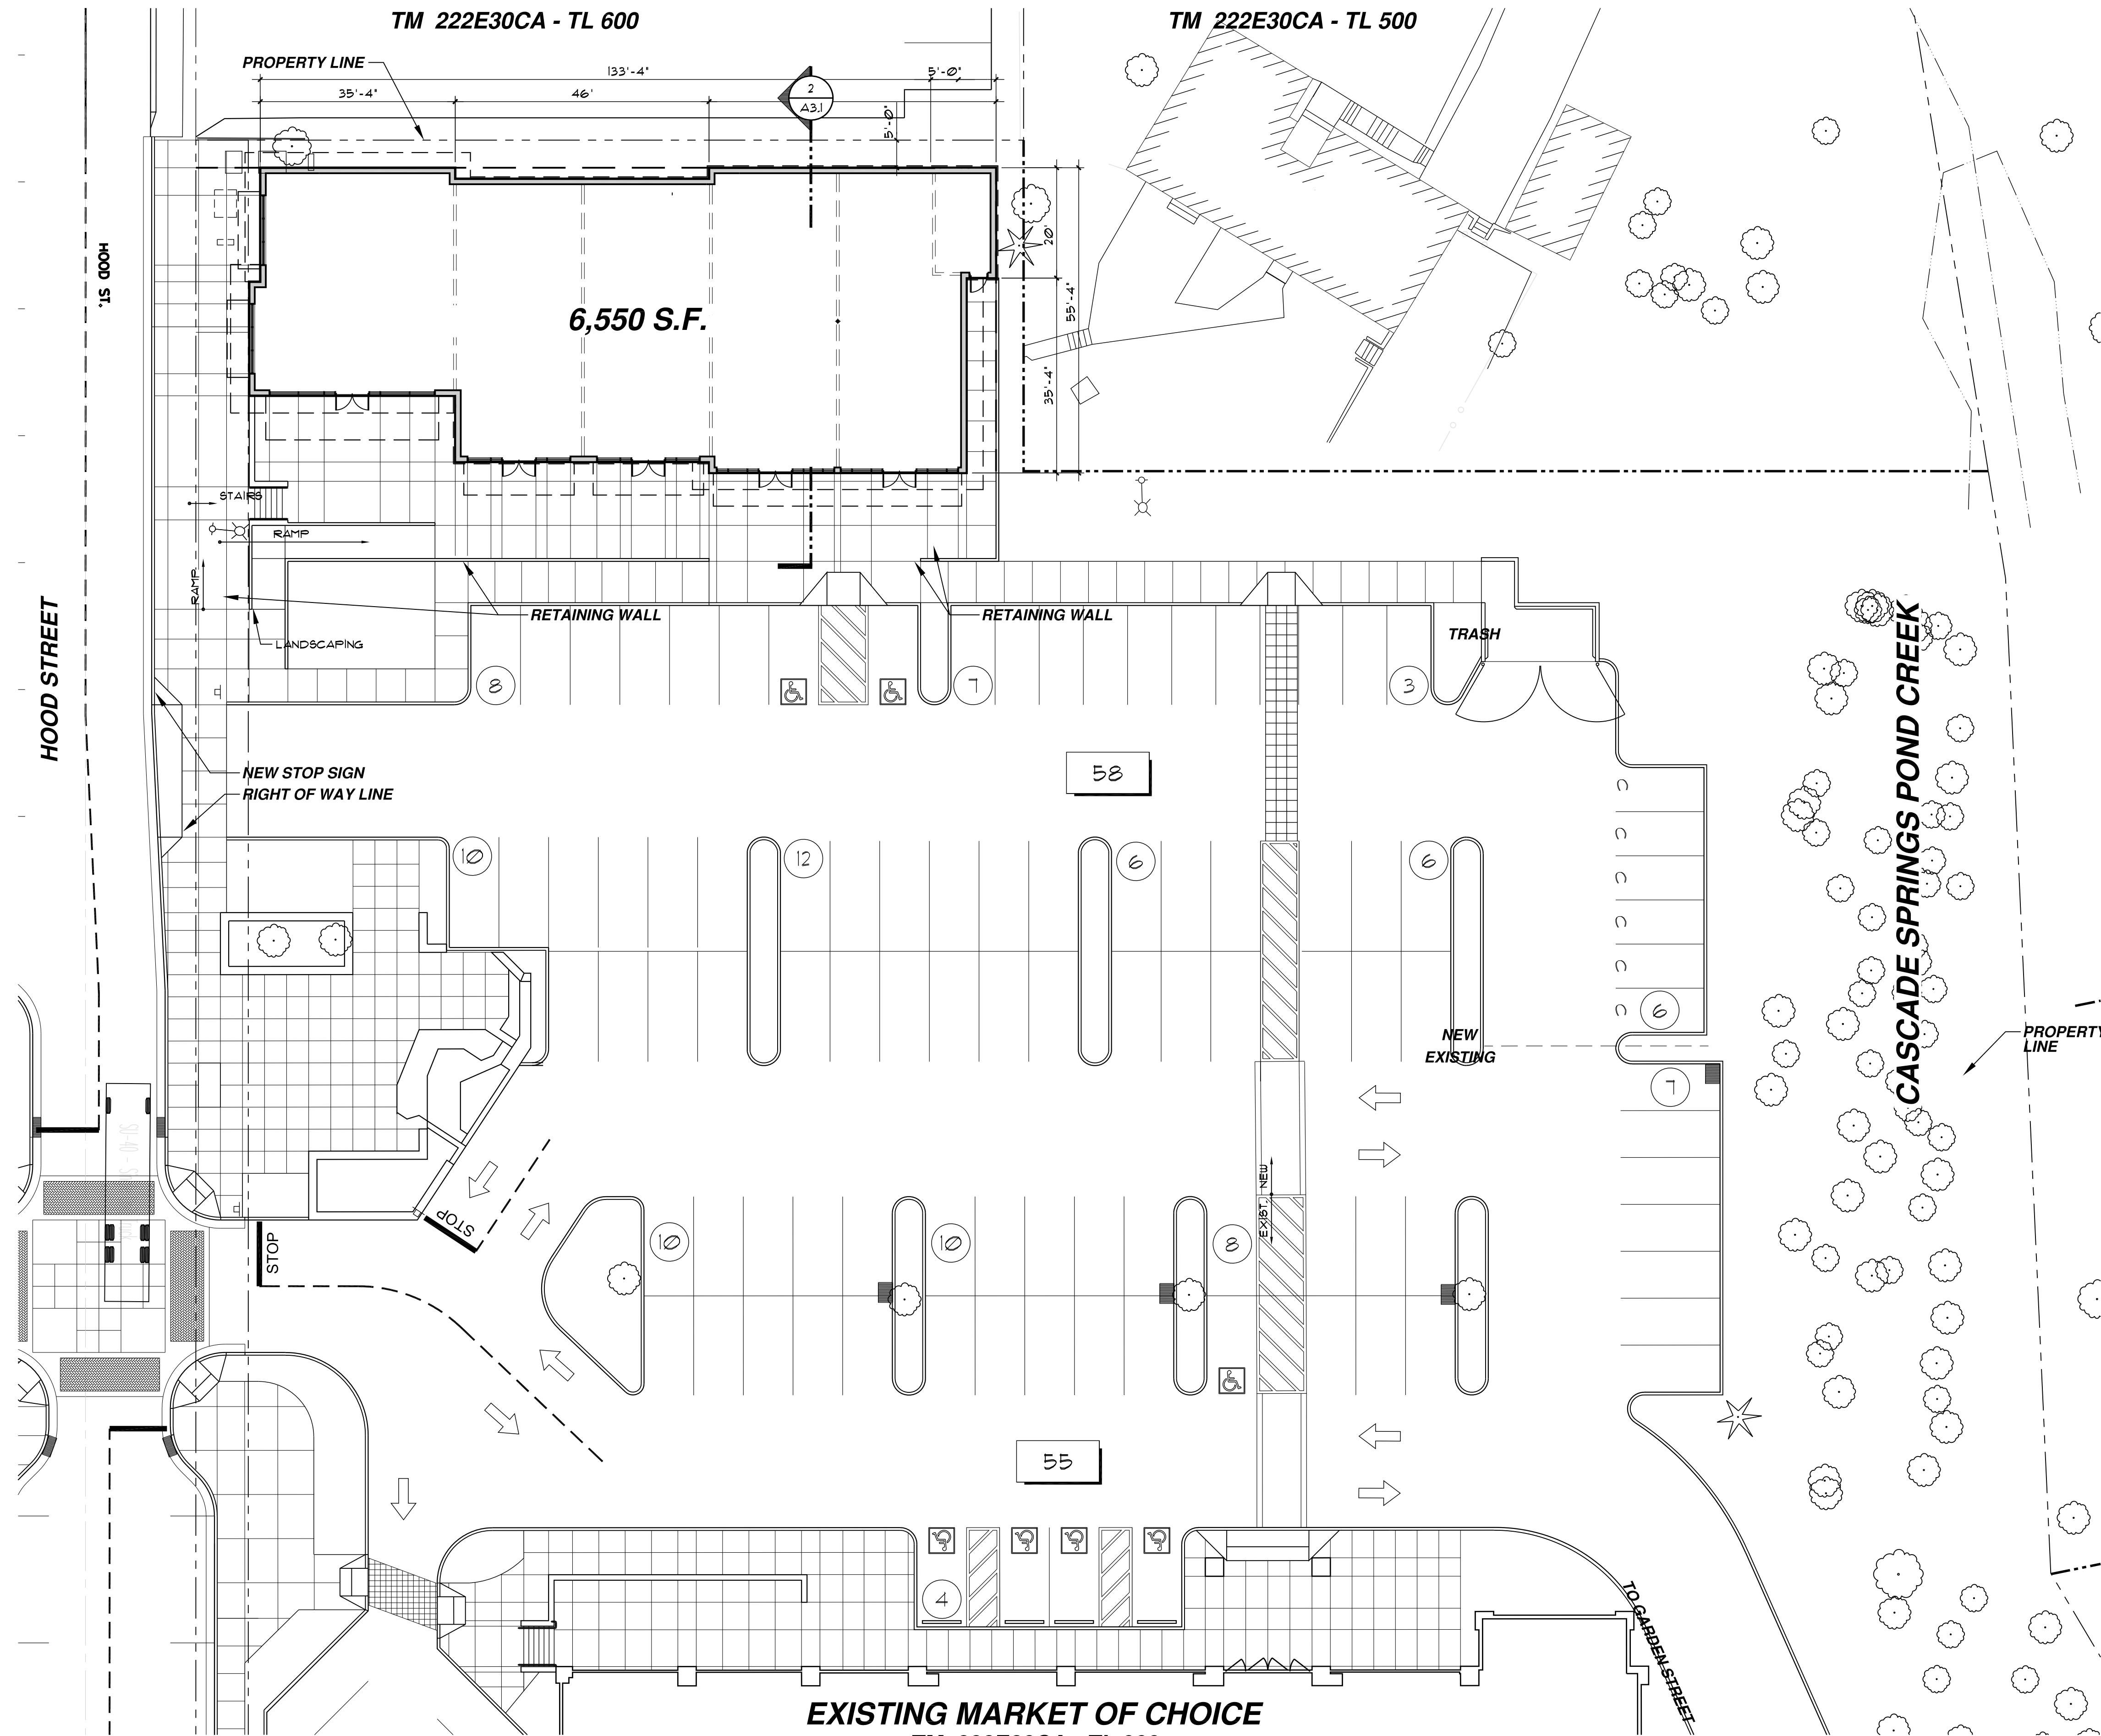 TM 222E30CA - TL 600
TM 222E30CA - TL 500
PROPERTY LINE
133'-4"
5'-0"
35'-4"
46'
2
A3.1
5'-0"
HOOD ST.
20'
55'-4"
35'-4"
6,550 S.F.
STAIRS
RAMP
RAMP
RETAINING WALL
RETAINING WALL
LANDSCAPING
TRASH
HOOD STREET
8
7
3
NEW STOP SIGN
RIGHT OF WAY LINE
58
CASCADE SPRINGS POND CREEK
10
12
6
6
6
NEW
EXISTING
PROPERTY
LINE
7
SU-40 - S
STOP
STOP
NEW
EXIST.
10
10
8
55
4
TO GARDEN STREET
EXISTING MARKET OF CHOICE